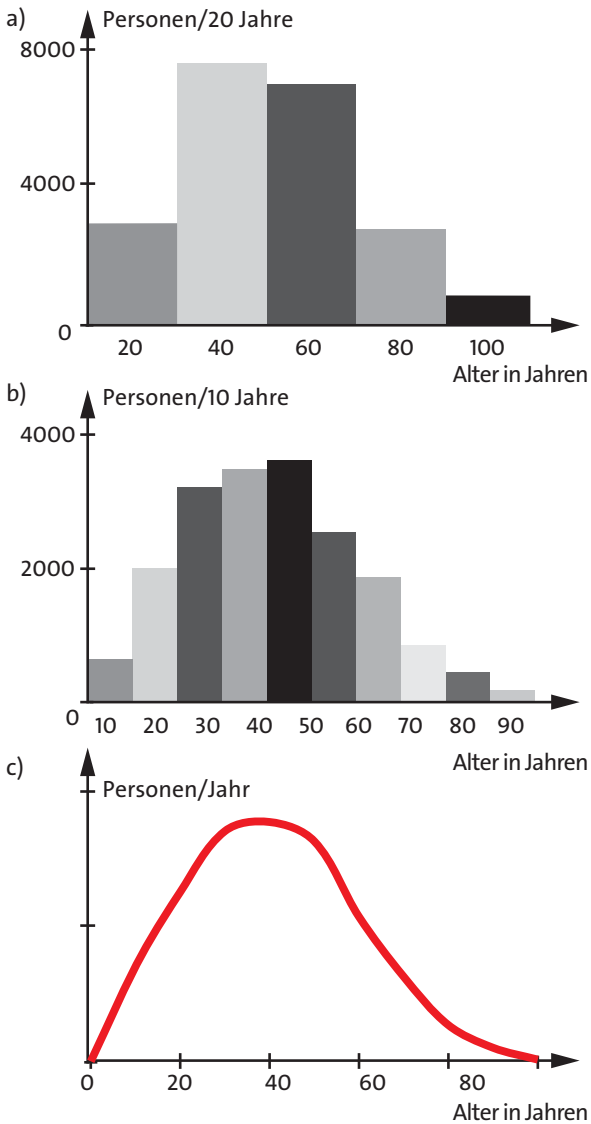 a)
Personen/20 Jahre
8000
4000
0
20 40 60 80 100
Alter in Jahren
b)
Personen/10 Jahre
4000
2000
0
10 20 30 40 50 60 70 80 90
Alter in Jahren
c)
Personen/Jahr
0 20 40 60 80
Alter in Jahren